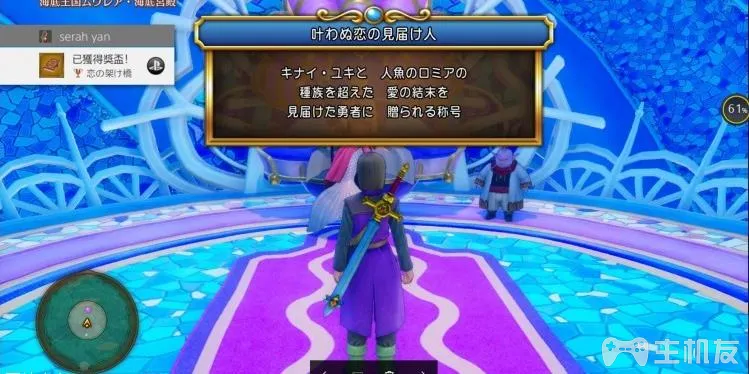 海底王国ムウレア・海底宮殿
serah yan
已獲得獎盃!
恋の架け橋
叶わぬ恋の見届け人
キナイ・ユキと 人魚のロミアの
種族を超えた 愛の結末を
見届けた勇者に 贈られる称号
61%
主机友